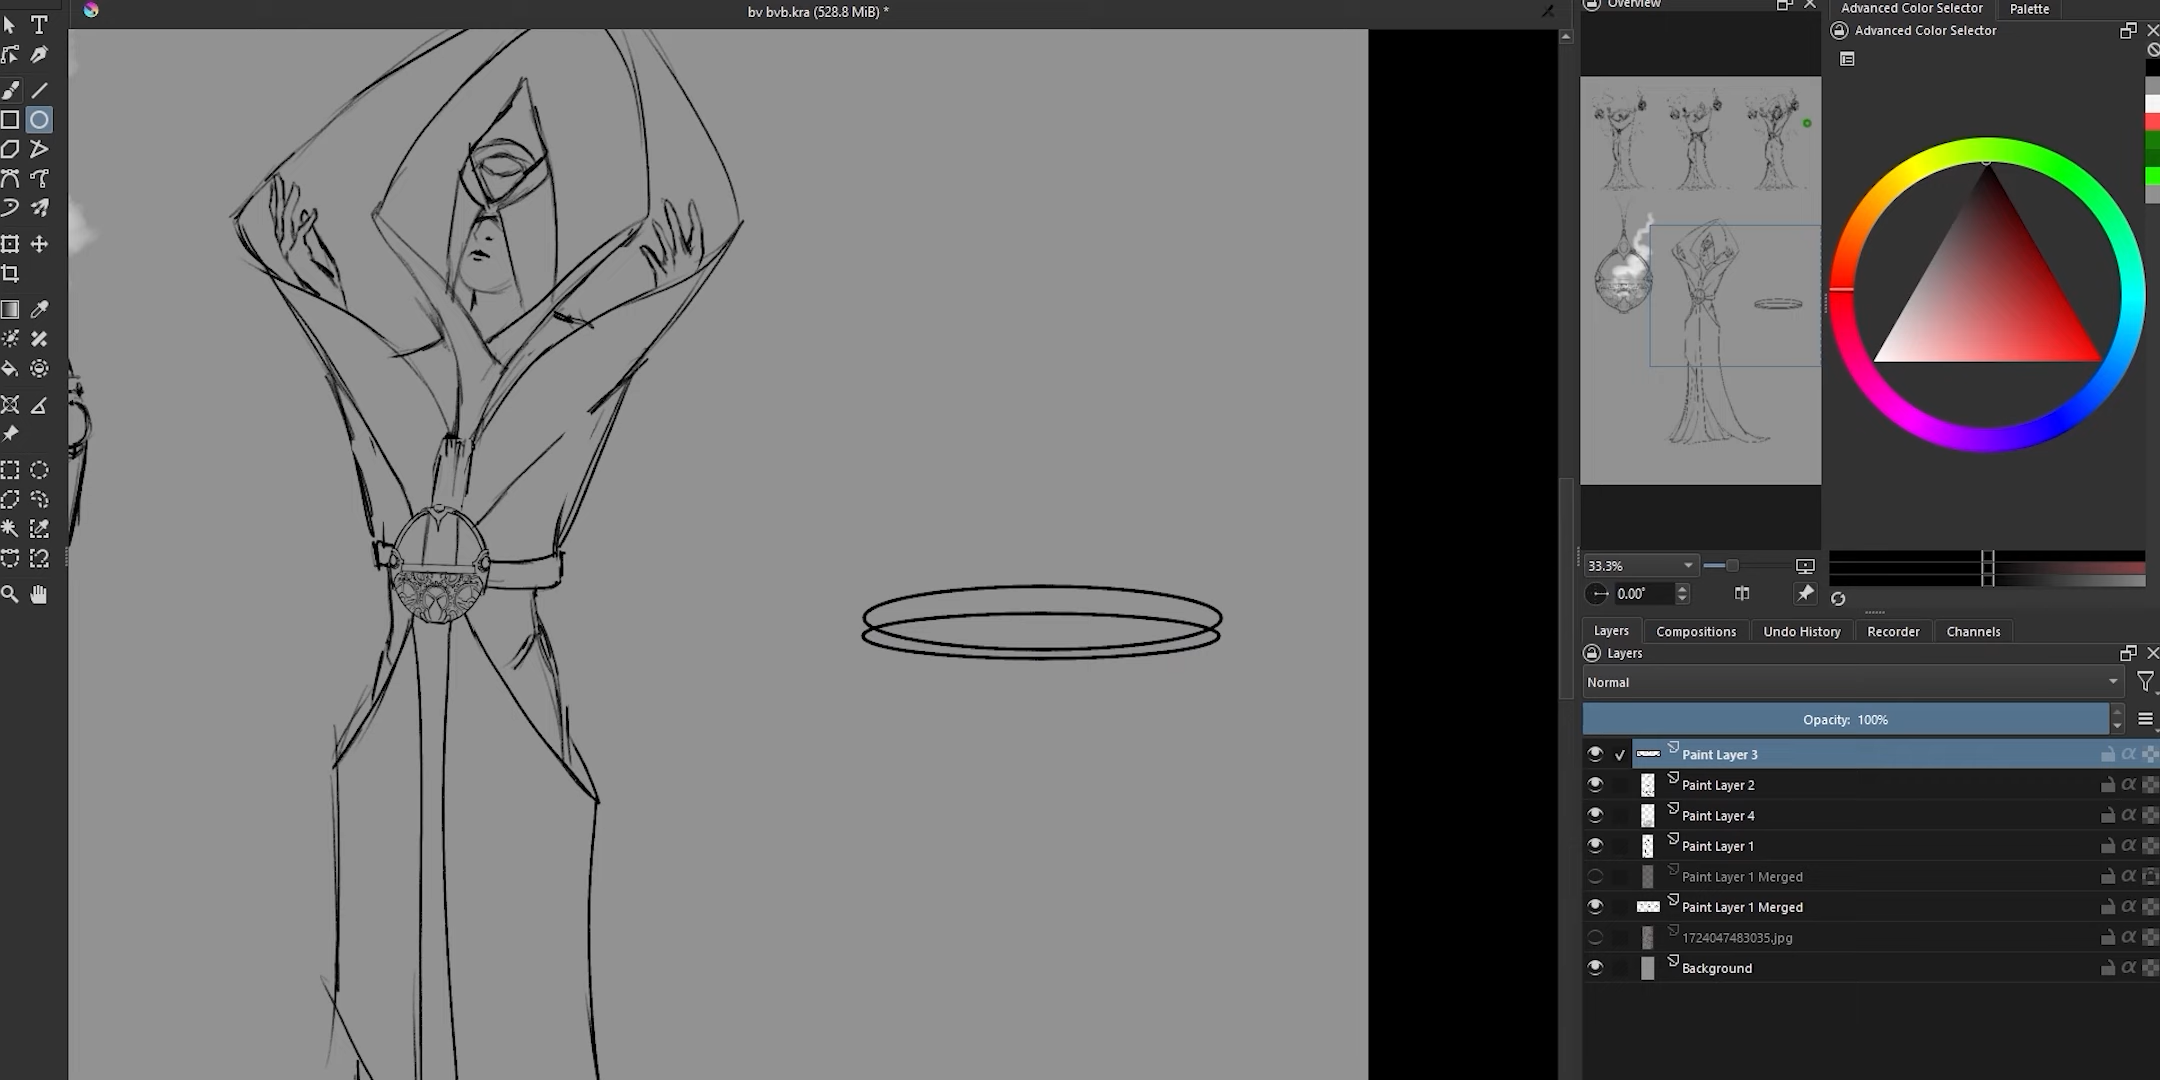 bv bvb.kra (528.8 MiB) *
Overview
Advanced Color Selector
Palette
Advanced Color Selector
33.3%
0.00°
Layers
Compositions
Undo History
Recorder
Channels
Layers
Normal
Opacity: 100%
Paint Layer 3
Paint Layer 2
Paint Layer 4
Paint Layer 1
Paint Layer 1 Merged
Paint Layer 1 Merged
1724047483035.jpg
Background